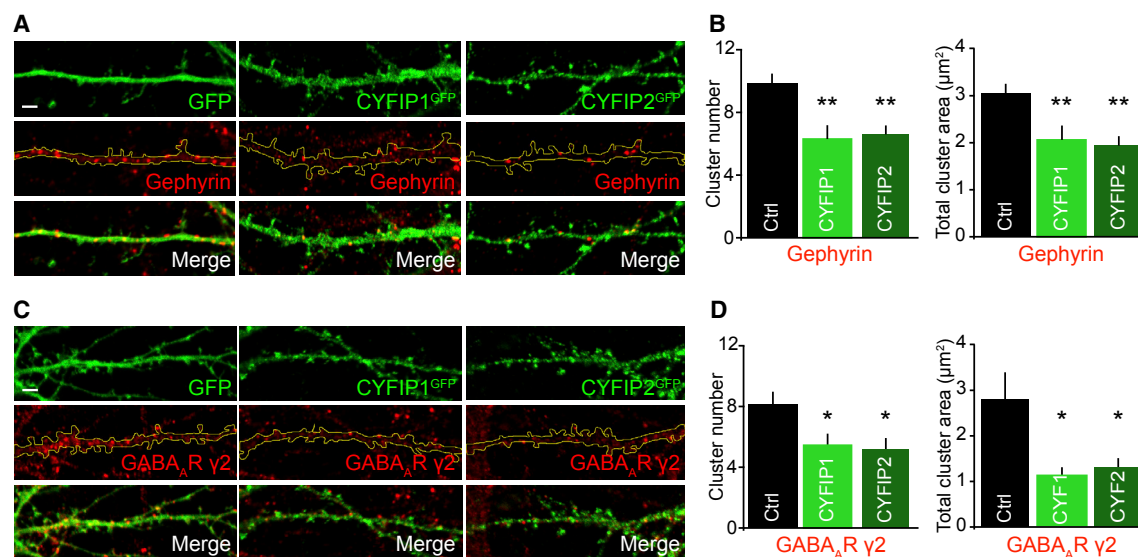 A
GFP
CYFIP1GFP
CYFIP2GFP
Gephyrin
Gephyrin
Gephyrin
Merge
Merge
Merge
B
Cluster number
12
8
4
0
Ctrl
CYFIP1
**
CYFIP2
**
Gephyrin
Total cluster area (µm²)
4
3
2
1
0
Ctrl
CYFIP1
**
CYFIP2
**
Gephyrin
C
GFP
CYFIP1GFP
CYFIP2GFP
GABAAR γ2
GABAAR γ2
GABAAR γ2
Merge
Merge
Merge
D
Cluster number
12
8
4
0
Ctrl
CYFIP1
*
CYFIP2
*
GABAAR γ2
Total cluster area (µm²)
4
3
2
1
0
Ctrl
CYF1
*
CYF2
*
GABAAR γ2